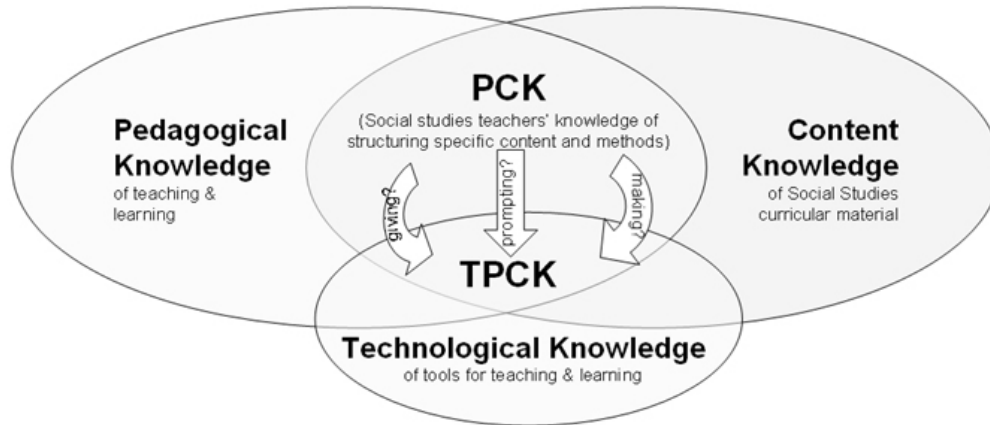 PCK
(Social studies teachers' knowledge of
structuring specific content and methods)
Pedagogical
Knowledge
of teaching &
learning
Content
Knowledge
of Social Studies
curricular material
giving?
prompting?
making?
TPCK
Technological Knowledge
of tools for teaching & learning